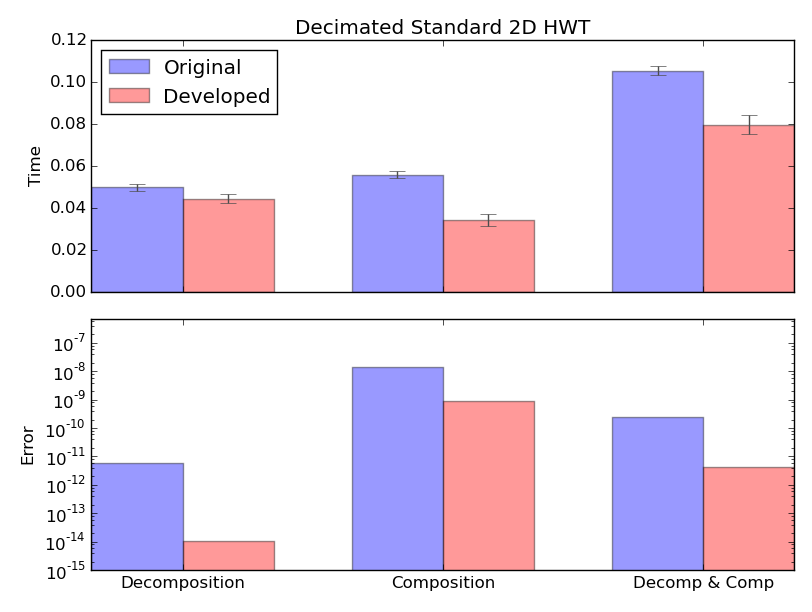 Decimated Standard 2D HWT
0.12
0.10
0.08
0.06
0.04
0.02
0.00
Time
Original
Developed
10^-7
10^-8
10^-9
10^-10
10^-11
10^-12
10^-13
10^-14
10^-15
Error
Decomposition
Composition
Decomp & Comp